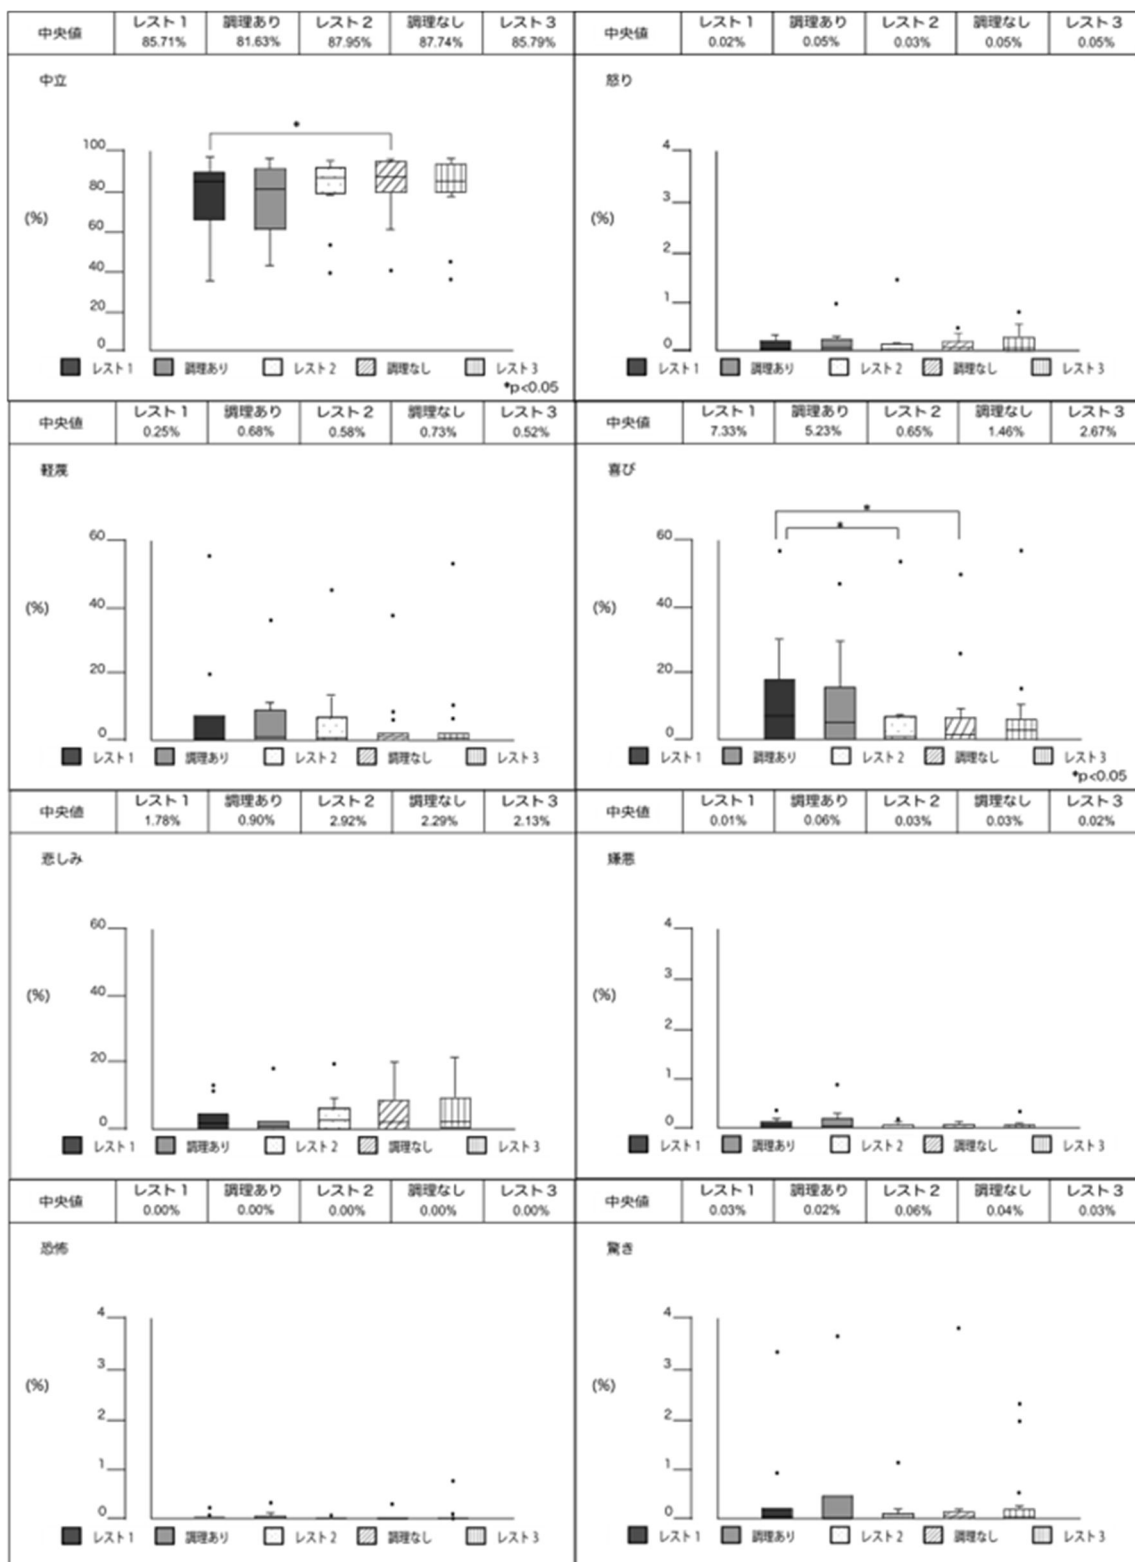 中央値 レスト1 調理あり レスト2 調理なし レスト3
85.71% 81.63% 87.95% 87.74% 85.79%
中立
*
100
80
(%)
60
40
20
0
レスト1 調理あり レスト2 調理なし レスト3
*p<0.05
中央値 レスト1 調理あり レスト2 調理なし レスト3
0.02% 0.05% 0.03% 0.05% 0.05%
怒り
4
3
(%)
2
1
0
レスト1 調理あり レスト2 調理なし レスト3
中央値 レスト1 調理あり レスト2 調理なし レスト3
0.25% 0.68% 0.58% 0.73% 0.52%
軽蔑
60
(%)
40
20
0
レスト1 調理あり レスト2 調理なし レスト3
中央値 レスト1 調理あり レスト2 調理なし レスト3
7.33% 5.23% 0.65% 1.46% 2.67%
喜び
*
*
60
(%)
40
20
0
レスト1 調理あり レスト2 調理なし レスト3
*p<0.05
中央値 レスト1 調理あり レスト2 調理なし レスト3
1.78% 0.90% 2.92% 2.29% 2.13%
悲しみ
60
(%)
40
20
0
レスト1 調理あり レスト2 調理なし レスト3
中央値 レスト1 調理あり レスト2 調理なし レスト3
0.01% 0.06% 0.03% 0.03% 0.02%
嫌悪
4
3
(%)
2
1
0
レスト1 調理あり レスト2 調理なし レスト3
中央値 レスト1 調理あり レスト2 調理なし レスト3
0.00% 0.00% 0.00% 0.00% 0.00%
恐怖
4
3
(%)
2
1
0
レスト1 調理あり レスト2 調理なし レスト3
中央値 レスト1 調理あり レスト2 調理なし レスト3
0.03% 0.02% 0.06% 0.04% 0.03%
驚き
4
3
(%)
2
1
0
レスト1 調理あり レスト2 調理なし レスト3